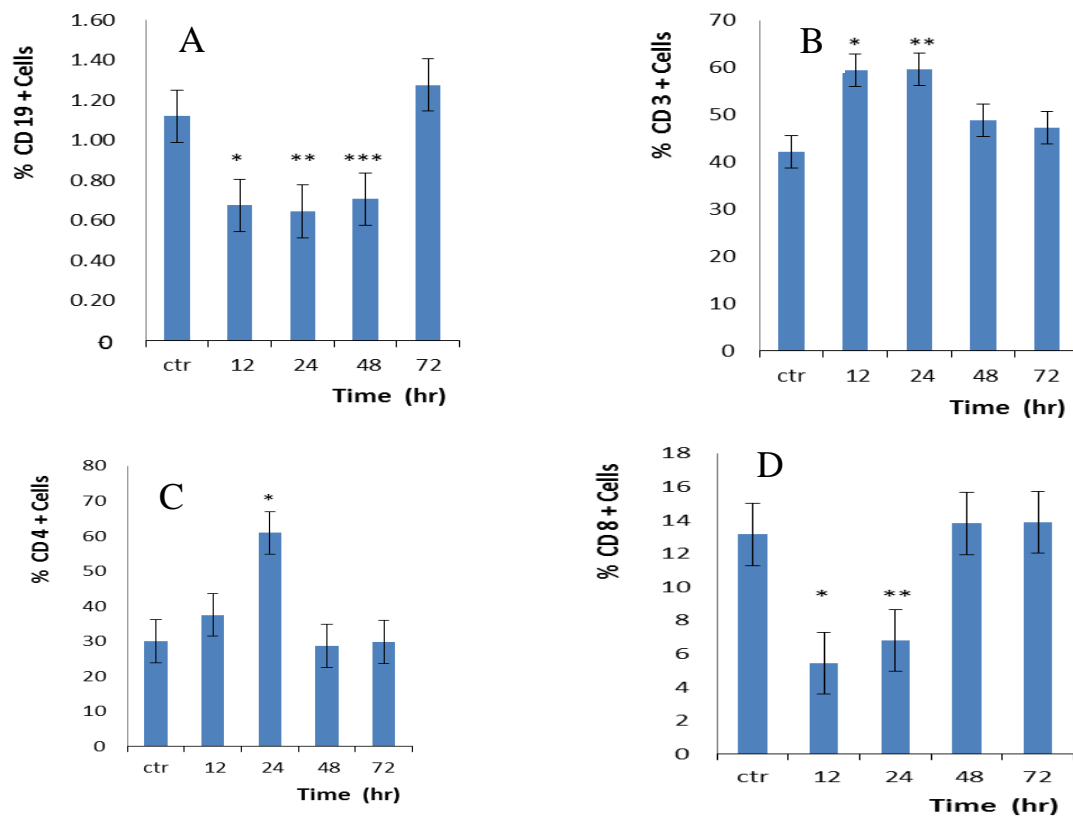 A
% CD 19 + Cells
1.60
1.40
1.20
1.00
0.80
0.60
0.40
0.20
0
* ** ***
ctr 12 24 48 72
Time (hr)
B
% CD 3 + Cells
70
60
50
40
30
20
10
0
* **
ctr 12 24 48 72
Time (hr)
C
% CD 4 + Cells
80
70
60
50
40
30
20
10
0
*
ctr 12 24 48 72
Time (hr)
D
% CD 8 + Cells
18
16
14
12
10
8
6
4
2
0
* **
ctr 12 24 48 72
Time (hr)